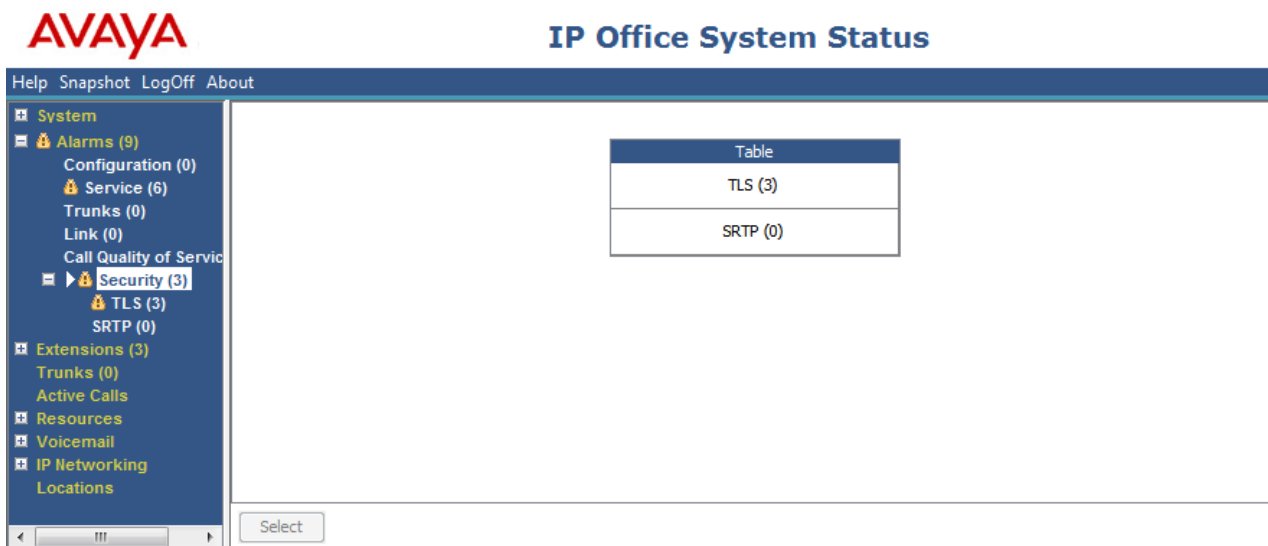 AVAYA
IP Office System Status
Help Snapshot LogOff About
System
Alarms (9)
Configuration (0)
Service (6)
Trunks (0)
Link (0)
Call Quality of Servic
Security (3)
TLS (3)
SRTP (0)
Extensions (3)
Trunks (0)
Active Calls
Resources
Voicemail
IP Networking
Locations
Table
TLS (3)
SRTP (0)
Select